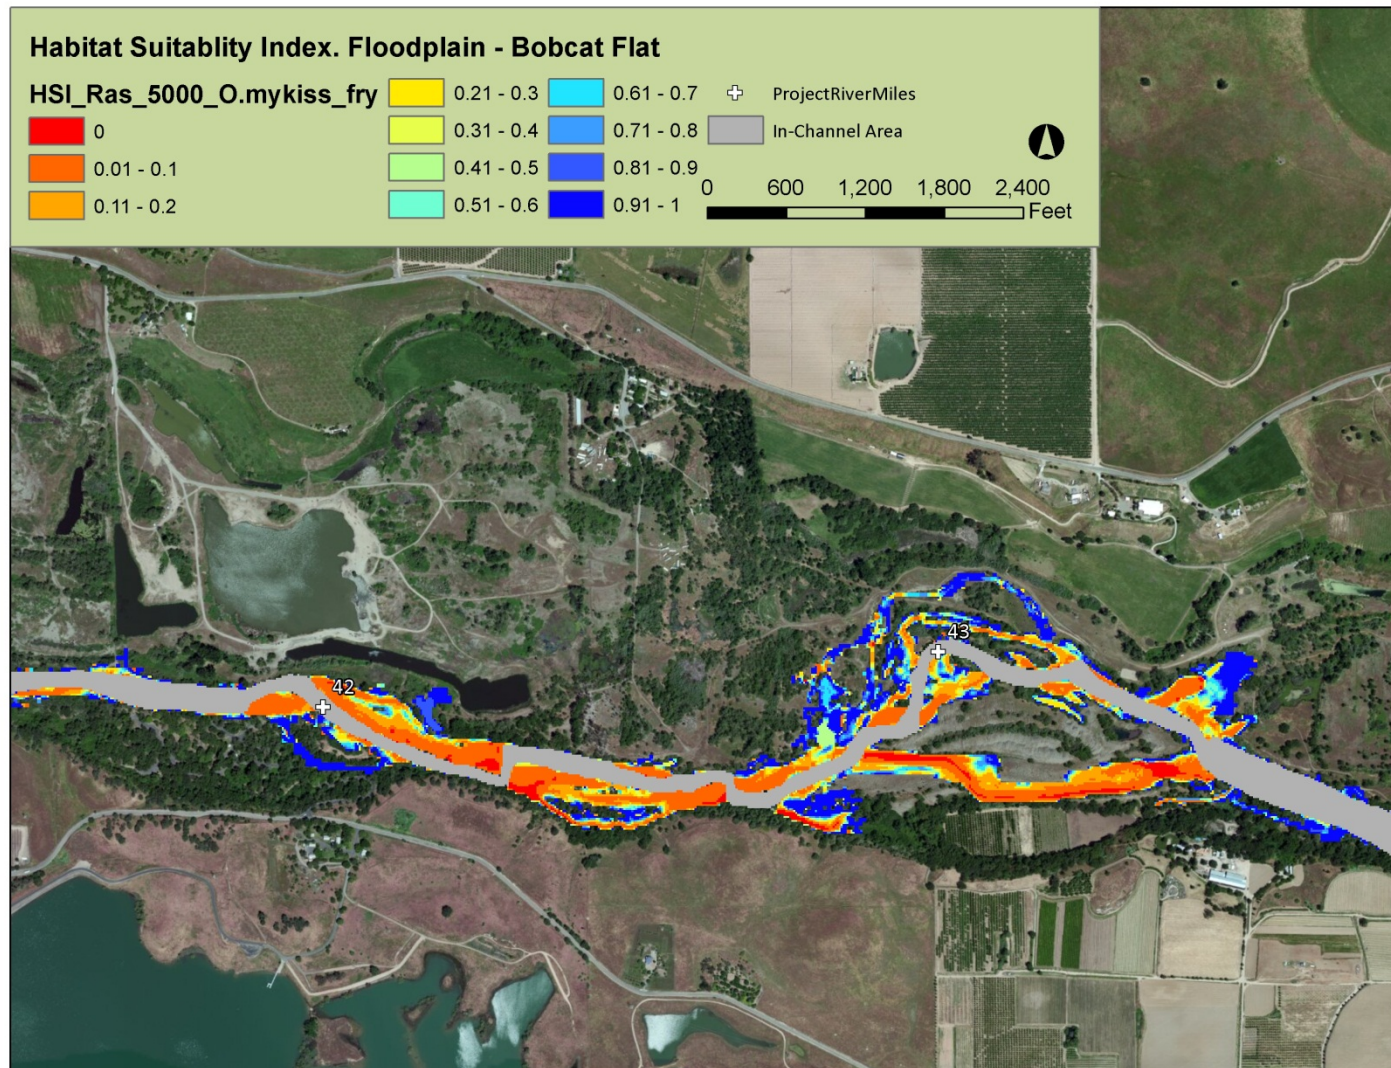 Habitat Suitablity Index. Floodplain - Bobcat Flat
HSI_Ras_5000_O.mykiss_fry
0
0.01 - 0.1
0.11 - 0.2
0.21 - 0.3
0.31 - 0.4
0.41 - 0.5
0.51 - 0.6
0.61 - 0.7
0.71 - 0.8
0.81 - 0.9
0.91 - 1
ProjectRiverMiles
In-Channel Area
0 600 1,200 1,800 2,400
Feet
43
42